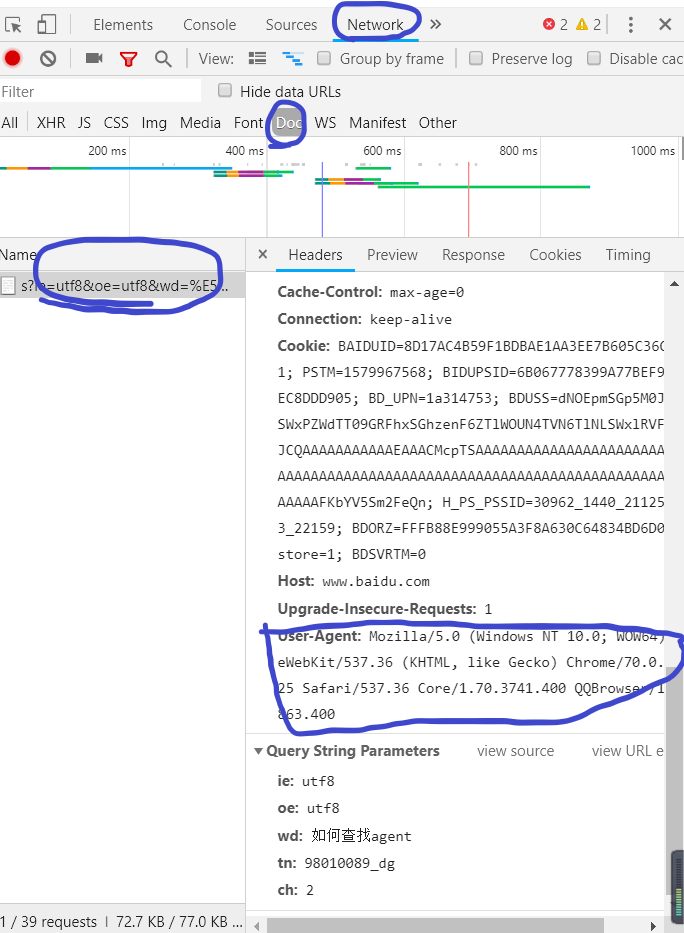 Elements Console Sources Network » 2 2
View: Group by frame Preserve log Disable cac
Filter Hide data URLs
All XHR JS CSS Img Media Font Doc WS Manifest Other
200 ms 400 ms 600 ms 800 ms 1000 ms
Name × Headers Preview Response Cookies Timing
s?ie=utf8&oe=utf8&wd=%E5...
Cache-Control: max-age=0
Connection: keep-alive
Cookie: BAIDUID=8D17AC4B59F1BDBAE1AA3EE7B605C36C
1; PSTM=1579967568; BIDUPSID=6B067778399A77BEF9
EC8DDD905; BD_UPN=1a314753; BDUSS=dNOEpmSGp5M0J
SWxPZWdTT09GRFhxSGhzenF6ZTlWOUN4TVN6TlNLSWxlRVF
JCQAAAAAAAAAAAEAAACMcpTSAAAAAAAAAAAAAAAAAAAAAAA
AAAAAAAAAAAAAAAAAAAAAAAAAAAAAAAAAAAAAAAAAAAAAAA
AAAAAFKbYV5Sm2FeQn; H_PS_PSSID=30962_1440_21125
3_22159; BDORZ=FFFB88E999055A3F8A630C64834BD6D0
store=1; BDSVRTM=0
Host: www.baidu.com
Upgrade-Insecure-Requests: 1
User-Agent: Mozilla/5.0 (Windows NT 10.0; WOW64)
eWebKit/537.36 (KHTML, like Gecko) Chrome/70.0.
25 Safari/537.36 Core/1.70.3741.400 QQBrowser/1
863.400
Query String Parameters view source view URL e
ie: utf8
oe: utf8
wd: 如何查找agent
tn: 98010089_dg
ch: 2
1 / 39 requests | 72.7 KB / 77.0 KB ...